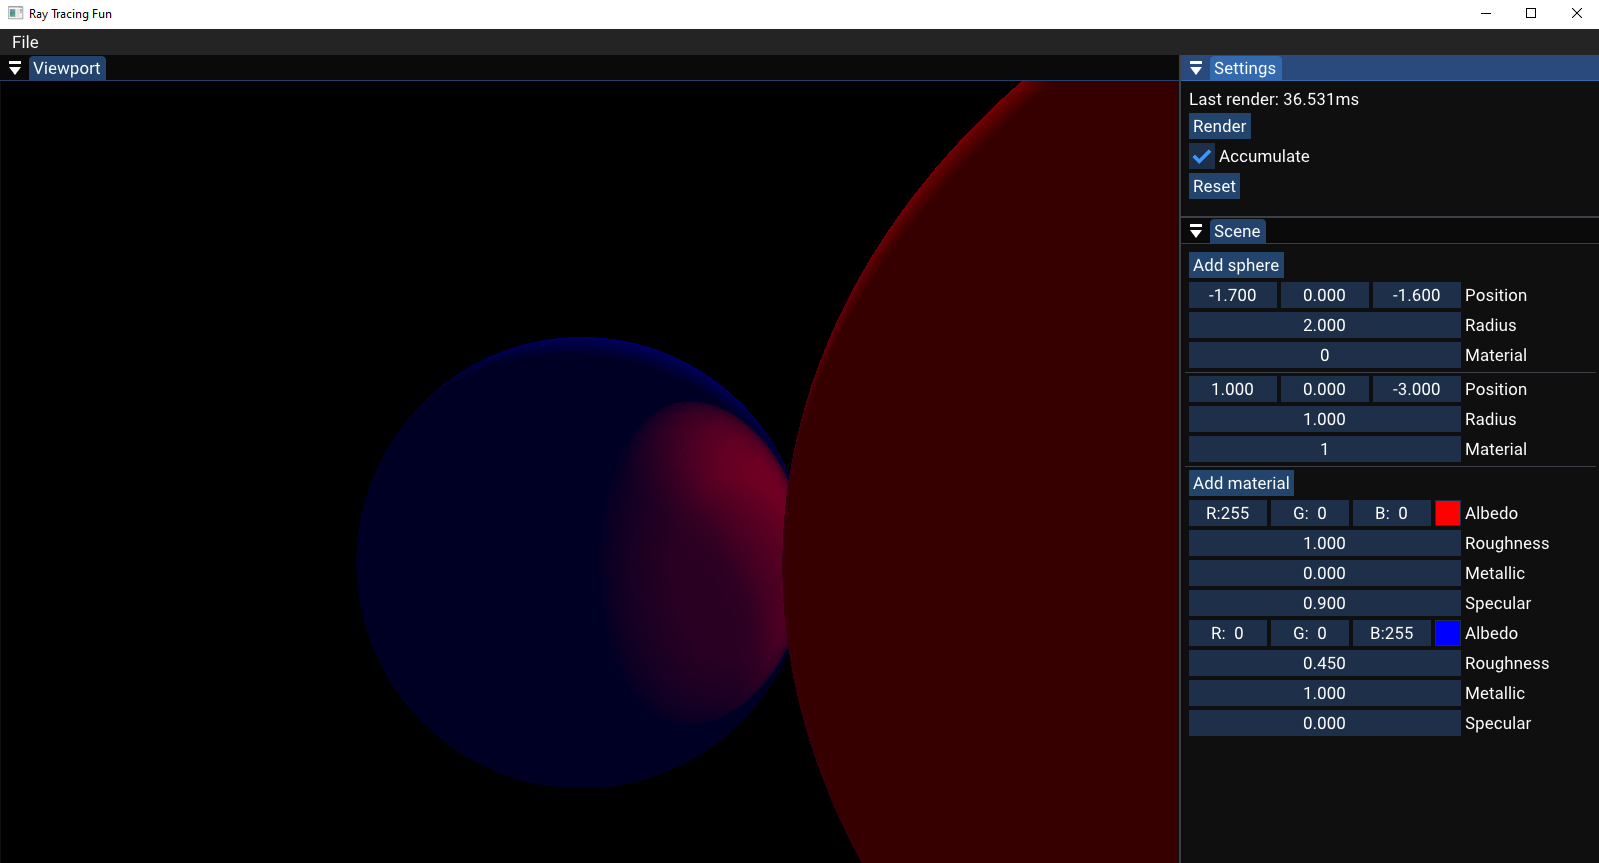 Ray Tracing Fun
File
Viewport
Settings
Last render: 36.531ms
Render
Accumulate
Reset
Scene
Add sphere
-1.700 0.000 -1.600 Position
2.000 Radius
0 Material
1.000 0.000 -3.000 Position
1.000 Radius
1 Material
Add material
R:255 G: 0 B: 0 Albedo
1.000 Roughness
0.000 Metallic
0.900 Specular
R: 0 G: 0 B:255 Albedo
0.450 Roughness
1.000 Metallic
0.000 Specular